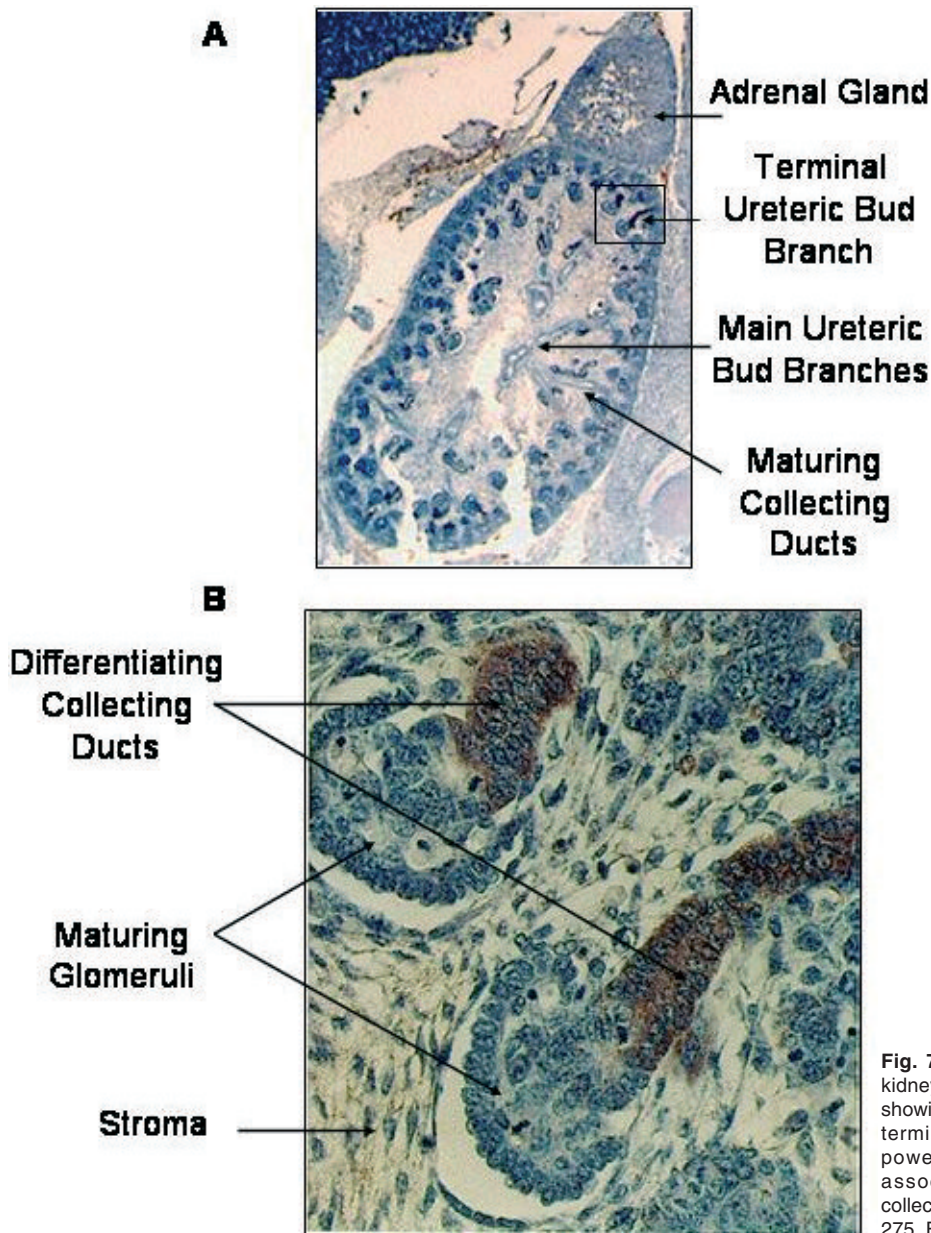 A
Adrenal Gland
Terminal
Ureteric Bud
Branch
Main Ureteric
Bud Branches
Maturing
Collecting
Ducts
B
Differentiating
Collecting
Ducts
Maturing
Glomeruli
Stroma
Fig. 7
kidney
showi
termi
powe
assoc
collec
275. F